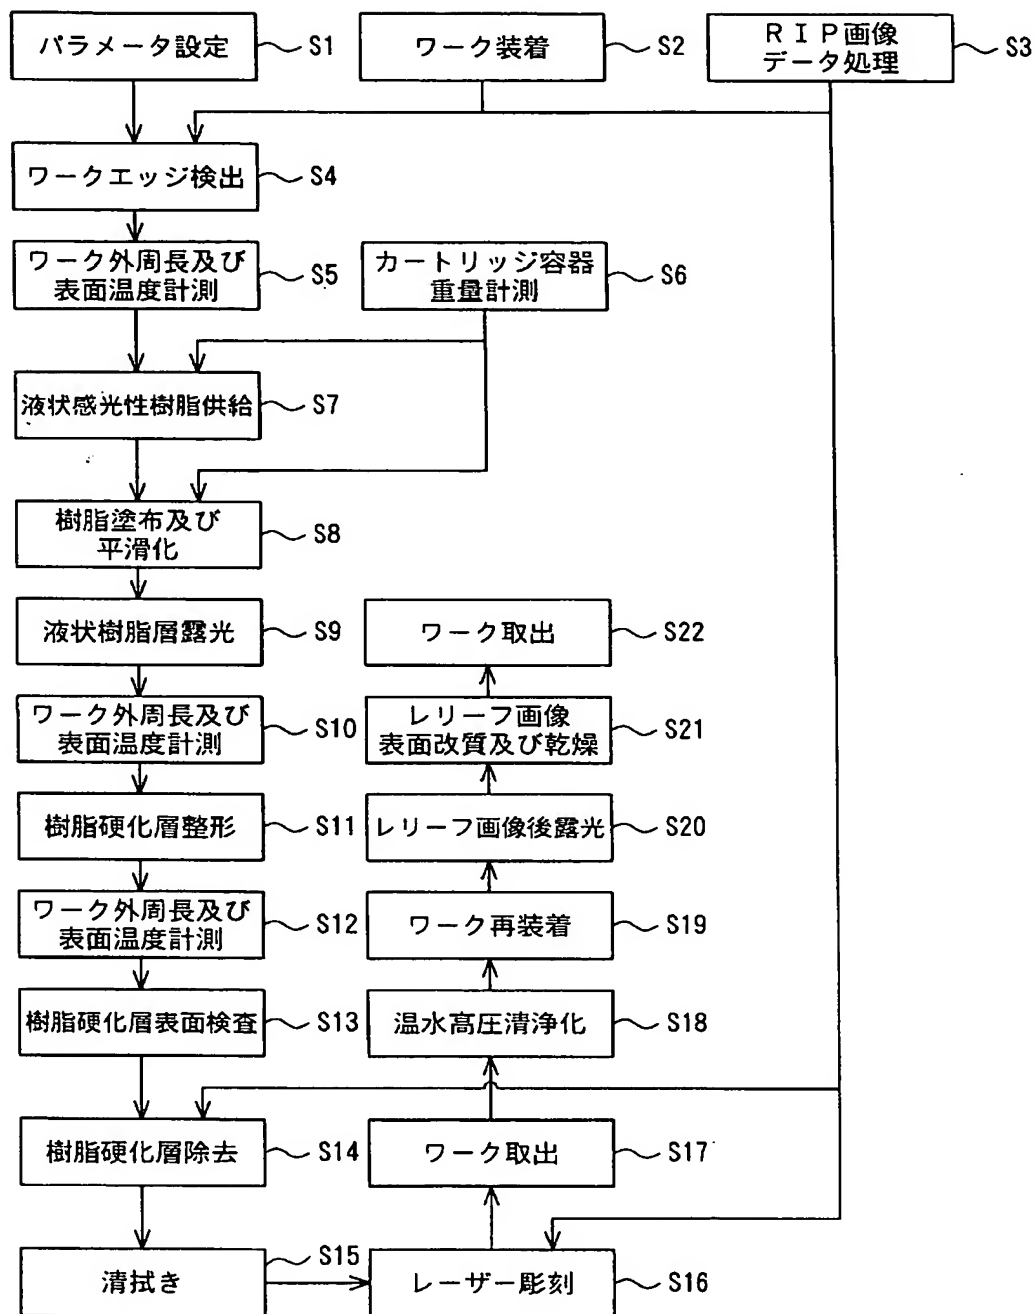 パラメータ設定
S1
ワーク装着
S2
RIP画像
データ処理
S3
ワークエッジ検出
S4
ワーク外周長及び
表面温度計測
S5
カートリッジ容器
重量計測
S6
液状感光性樹脂供給
S7
樹脂塗布及び
平滑化
S8
液状樹脂層露光
S9
ワーク取出
S22
ワーク外周長及び
表面温度計測
S10
レリーフ画像
表面改質及び乾燥
S21
樹脂硬化層整形
S11
レリーフ画像後露光
S20
ワーク外周長及び
表面温度計測
S12
ワーク再装着
S19
樹脂硬化層表面検査
S13
温水高圧清浄化
S18
樹脂硬化層除去
S14
ワーク取出
S17
清拭き
S15
レーザー彫刻
S16